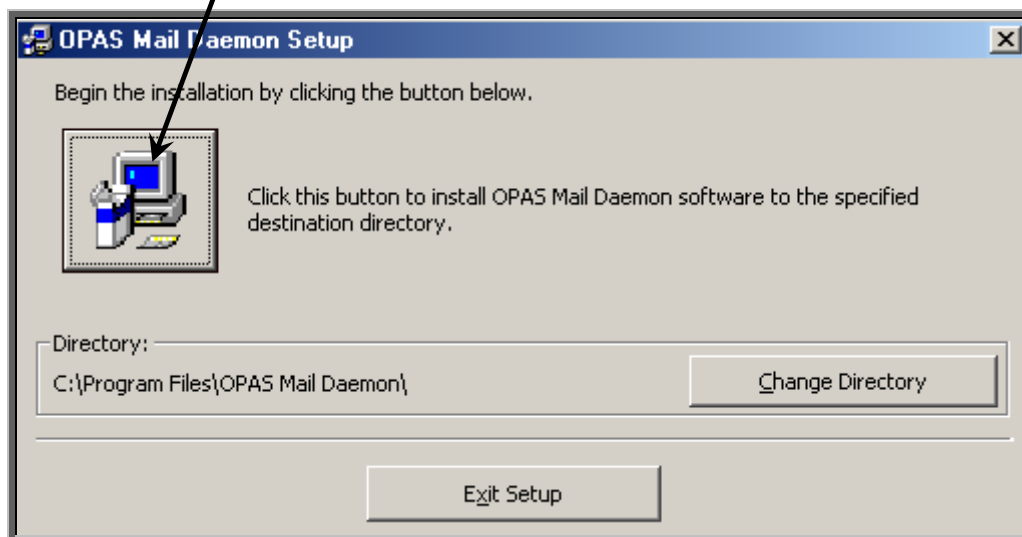 OPAS Mail Daemon Setup
Begin the installation by clicking the button below.
Click this button to install OPAS Mail Daemon software to the specified
destination directory.
Directory:
C:\Program Files\OPAS Mail Daemon\
Change Directory
Exit Setup